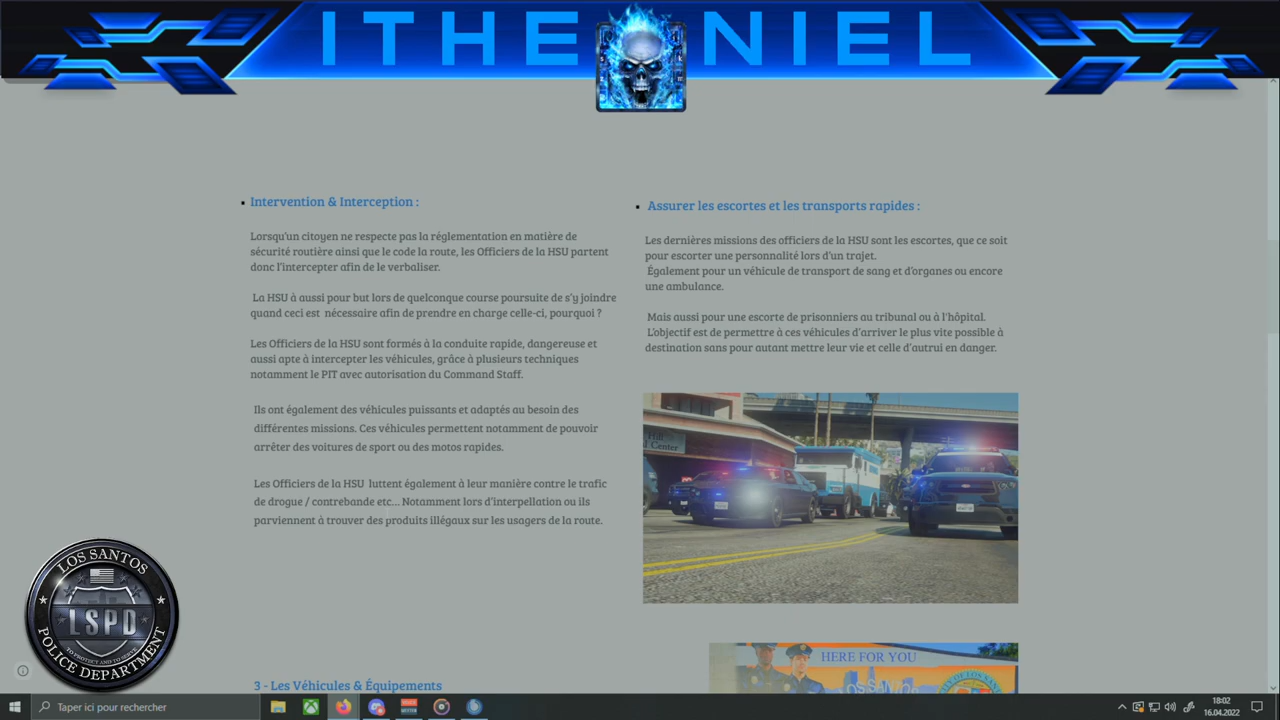 ITHE NIEL
Intervention & Interception :
Lorsqu'un citoyen ne respecte pas la réglementation en matière de
sécurité routière ainsi que le code la route, les Officiers de la HSU partent
donc l'intercepter afin de le verbaliser.
La HSU à aussi pour but lors de quelconque course poursuite de s'y joindre
quand ceci est nécessaire afin de prendre en charge celle-ci, pourquoi ?
Les Officiers de la HSU sont formés à la conduite rapide, dangereuse et
aussi apte à intercepter les véhicules, grâce à plusieurs techniques
notamment le PIT avec autorisation du Command Staff.
Ils ont également des véhicules puissants et adaptés au besoin des
différentes missions. Ces véhicules permettent notamment de pouvoir
arrêter des voitures de sport ou des motos rapides.
Les Officiers de la HSU luttent également à leur manière contre le trafic
de drogue / contrebande etc... Notamment lors d'interpellation ou ils
parviennent à trouver des produits illégaux sur les usagers de la route.
3 - Les Véhicules & Équipements
Assurer les escortes et les transports rapides :
Les dernières missions des officiers de la HSU sont les escortes, que ce soit
pour escorter une personnalité lors d'un trajet.
Également pour un véhicule de transport de sang et d'organes ou encore
une ambulance.
Mais aussi pour une escorte de prisonniers au tribunal ou à l'hôpital.
L'objectif est de permettre à ces véhicules d'arriver le plus vite possible à
destination sans pour autant mettre leur vie et celle d'autrui en danger.
Hill
l Center
HERE FOR YOU
LOS SANTOS
LOS SANTOS
LSPD
TO PROTECT AND TO SERVE
POLICE DEPARTMENT
Taper ici pour rechercher
18:02
16.04.2022